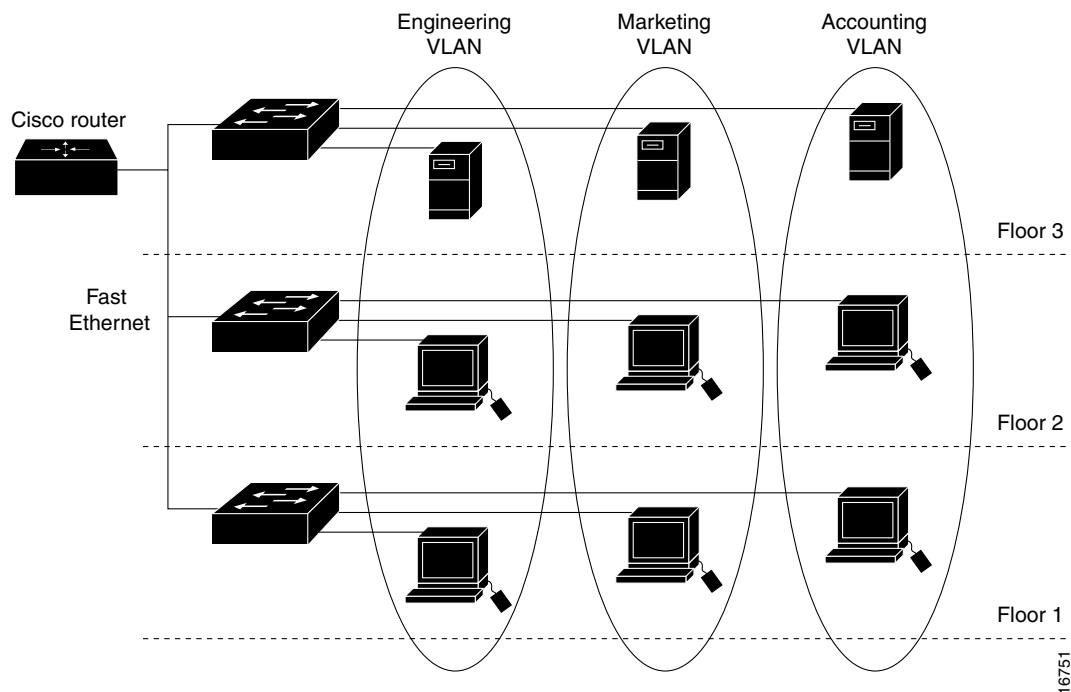 Engineering
VLAN
Marketing
VLAN
Accounting
VLAN
Cisco router
Floor 3
Fast
Ethernet
Floor 2
Floor 1
16751